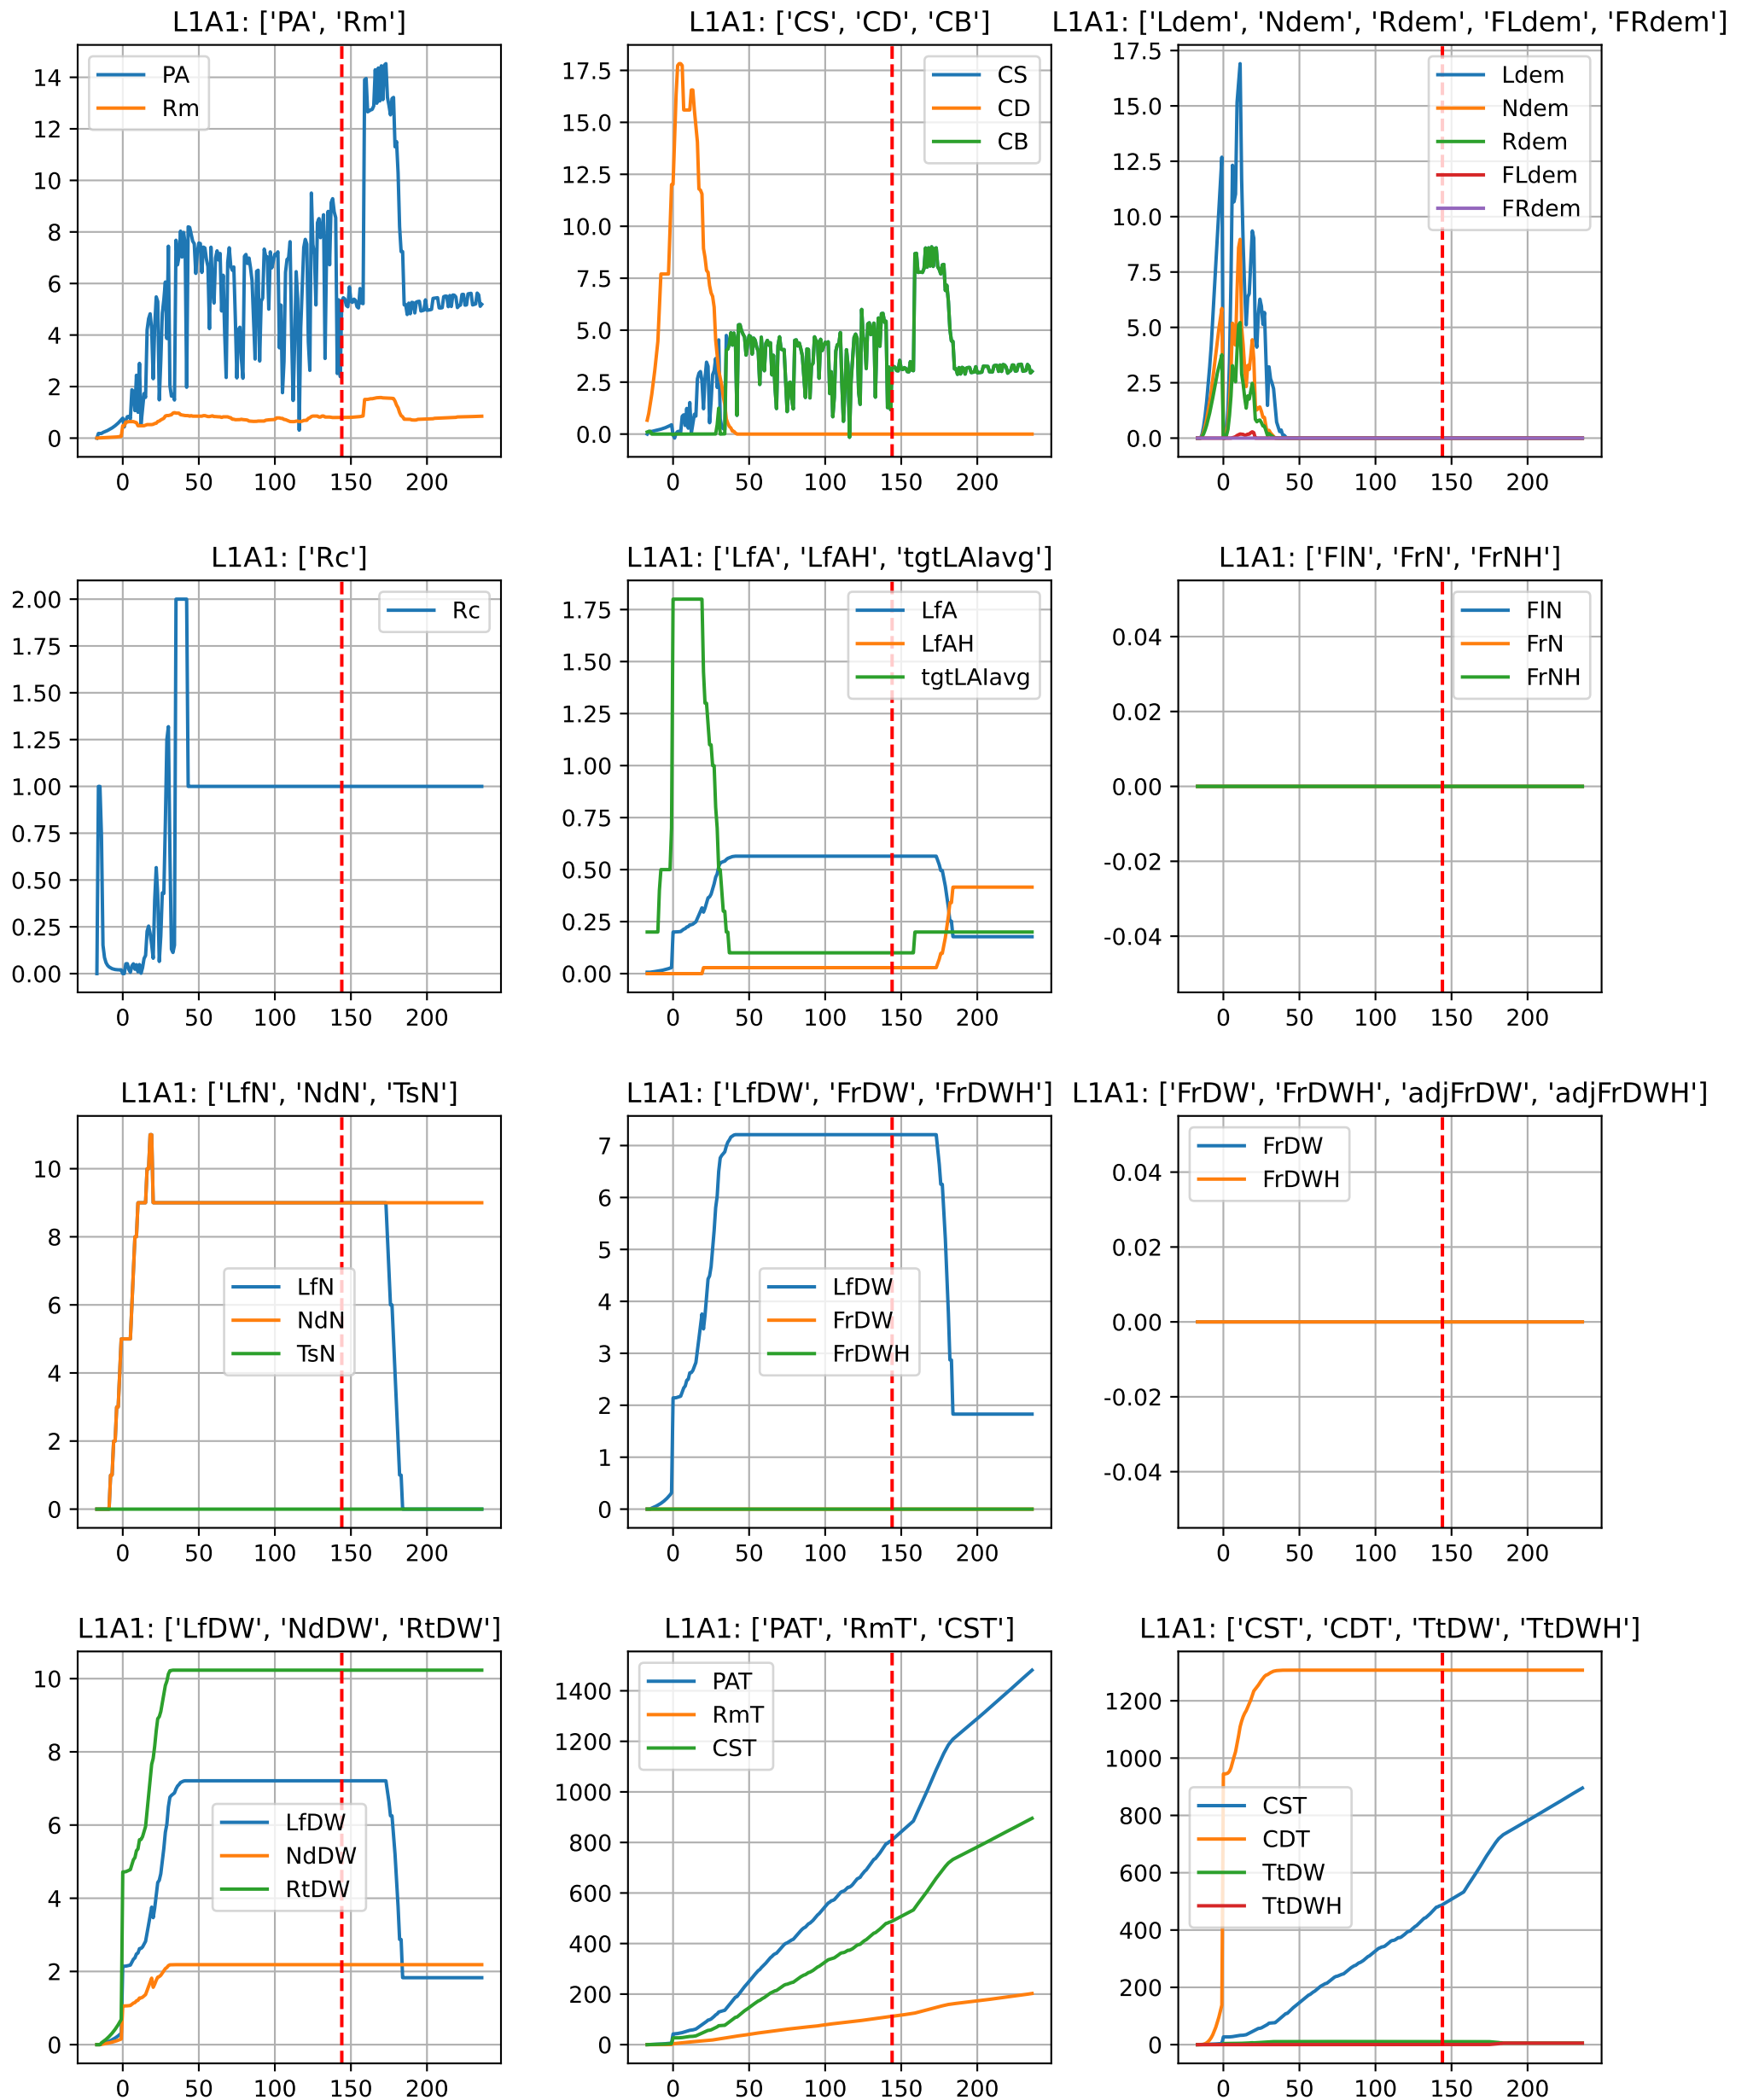 L1A1: ['PA', 'Rm']
PA
Rm
14
12
10
8
6
4
2
0
0 50 100 150 200
L1A1: ['CS', 'CD', 'CB']
CS
CD
CB
17.5
15.0
12.5
10.0
7.5
5.0
2.5
0.0
0 50 100 150 200
L1A1: ['Ldem', 'Ndem', 'Rdem', 'FLdem', 'FRdem']
Ldem
Ndem
Rdem
FLdem
FRdem
17.5
15.0
12.5
10.0
7.5
5.0
2.5
0.0
0 50 100 150 200
L1A1: ['Rc']
Rc
2.00
1.75
1.50
1.25
1.00
0.75
0.50
0.25
0.00
0 50 100 150 200
L1A1: ['LfA', 'LfAH', 'tgtLAIavg']
LfA
LfAH
tgtLAIavg
1.75
1.50
1.25
1.00
0.75
0.50
0.25
0.00
0 50 100 150 200
L1A1: ['FlN', 'FrN', 'FrNH']
FlN
FrN
FrNH
0.04
0.02
0.00
-0.02
-0.04
0 50 100 150 200
L1A1: ['LfN', 'NdN', 'TsN']
LfN
NdN
TsN
10
8
6
4
2
0
0 50 100 150 200
L1A1: ['LfDW', 'FrDW', 'FrDWH']
LfDW
FrDW
FrDWH
7
6
5
4
3
2
1
0
0 50 100 150 200
L1A1: ['FrDW', 'FrDWH', 'adjFrDW', 'adjFrDWH']
FrDW
FrDWH
0.04
0.02
0.00
-0.02
-0.04
0 50 100 150 200
L1A1: ['LfDW', 'NdDW', 'RtDW']
LfDW
NdDW
RtDW
10
8
6
4
2
0
0 50 100 150 200
L1A1: ['PAT', 'RmT', 'CST']
PAT
RmT
CST
1400
1200
1000
800
600
400
200
0
0 50 100 150 200
L1A1: ['CST', 'CDT', 'TtDW', 'TtDWH']
CST
CDT
TtDW
TtDWH
1200
1000
800
600
400
200
0
0 50 100 150 200